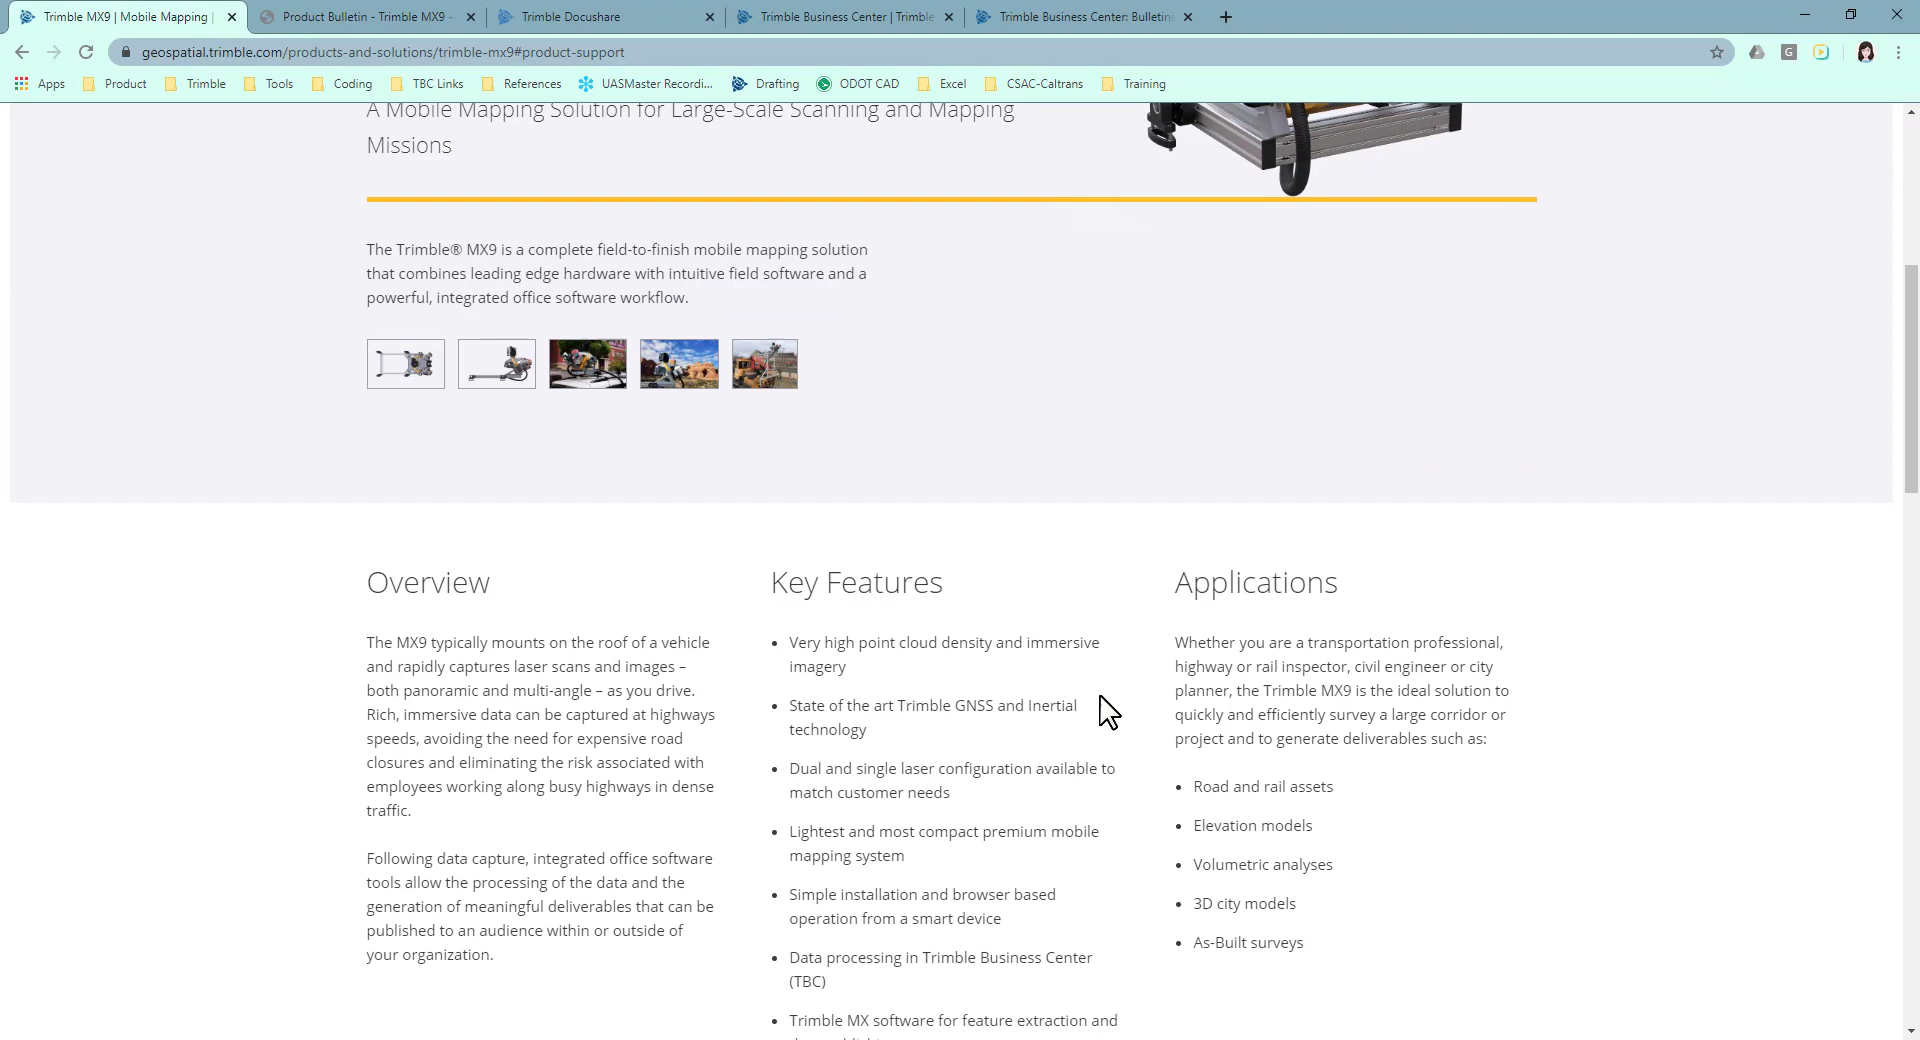 Trimble MX9 | Mobile Mapping |
Product Bulletin - Trimble MX9 -
Trimble Docushare
Trimble Business Center | Trimble
Trimble Business Center: Bulletin
geospatial.trimble.com/products-and-solutions/trimble-mx9#product-support
Apps Product Trimble Tools Coding TBC Links References UASMaster Recordi... Drafting ODOT CAD Excel CSAC-Caltrans Training
A Mobile Mapping Solution for Large-Scale Scanning and Mapping
Missions
The Trimble® MX9 is a complete field-to-finish mobile mapping solution
that combines leading edge hardware with intuitive field software and a
powerful, integrated office software workflow.
Overview
The MX9 typically mounts on the roof of a vehicle
and rapidly captures laser scans and images –
both panoramic and multi-angle – as you drive.
Rich, immersive data can be captured at highways
speeds, avoiding the need for expensive road
closures and eliminating the risk associated with
employees working along busy highways in dense
traffic.
Following data capture, integrated office software
tools allow the processing of the data and the
generation of meaningful deliverables that can be
published to an audience within or outside of
your organization.
Key Features
• Very high point cloud density and immersive
imagery
• State of the art Trimble GNSS and Inertial
technology
• Dual and single laser configuration available to
match customer needs
• Lightest and most compact premium mobile
mapping system
• Simple installation and browser based
operation from a smart device
• Data processing in Trimble Business Center
(TBC)
• Trimble MX software for feature extraction and
Applications
Whether you are a transportation professional,
highway or rail inspector, civil engineer or city
planner, the Trimble MX9 is the ideal solution to
quickly and efficiently survey a large corridor or
project and to generate deliverables such as:
• Road and rail assets
• Elevation models
• Volumetric analyses
• 3D city models
• As-Built surveys